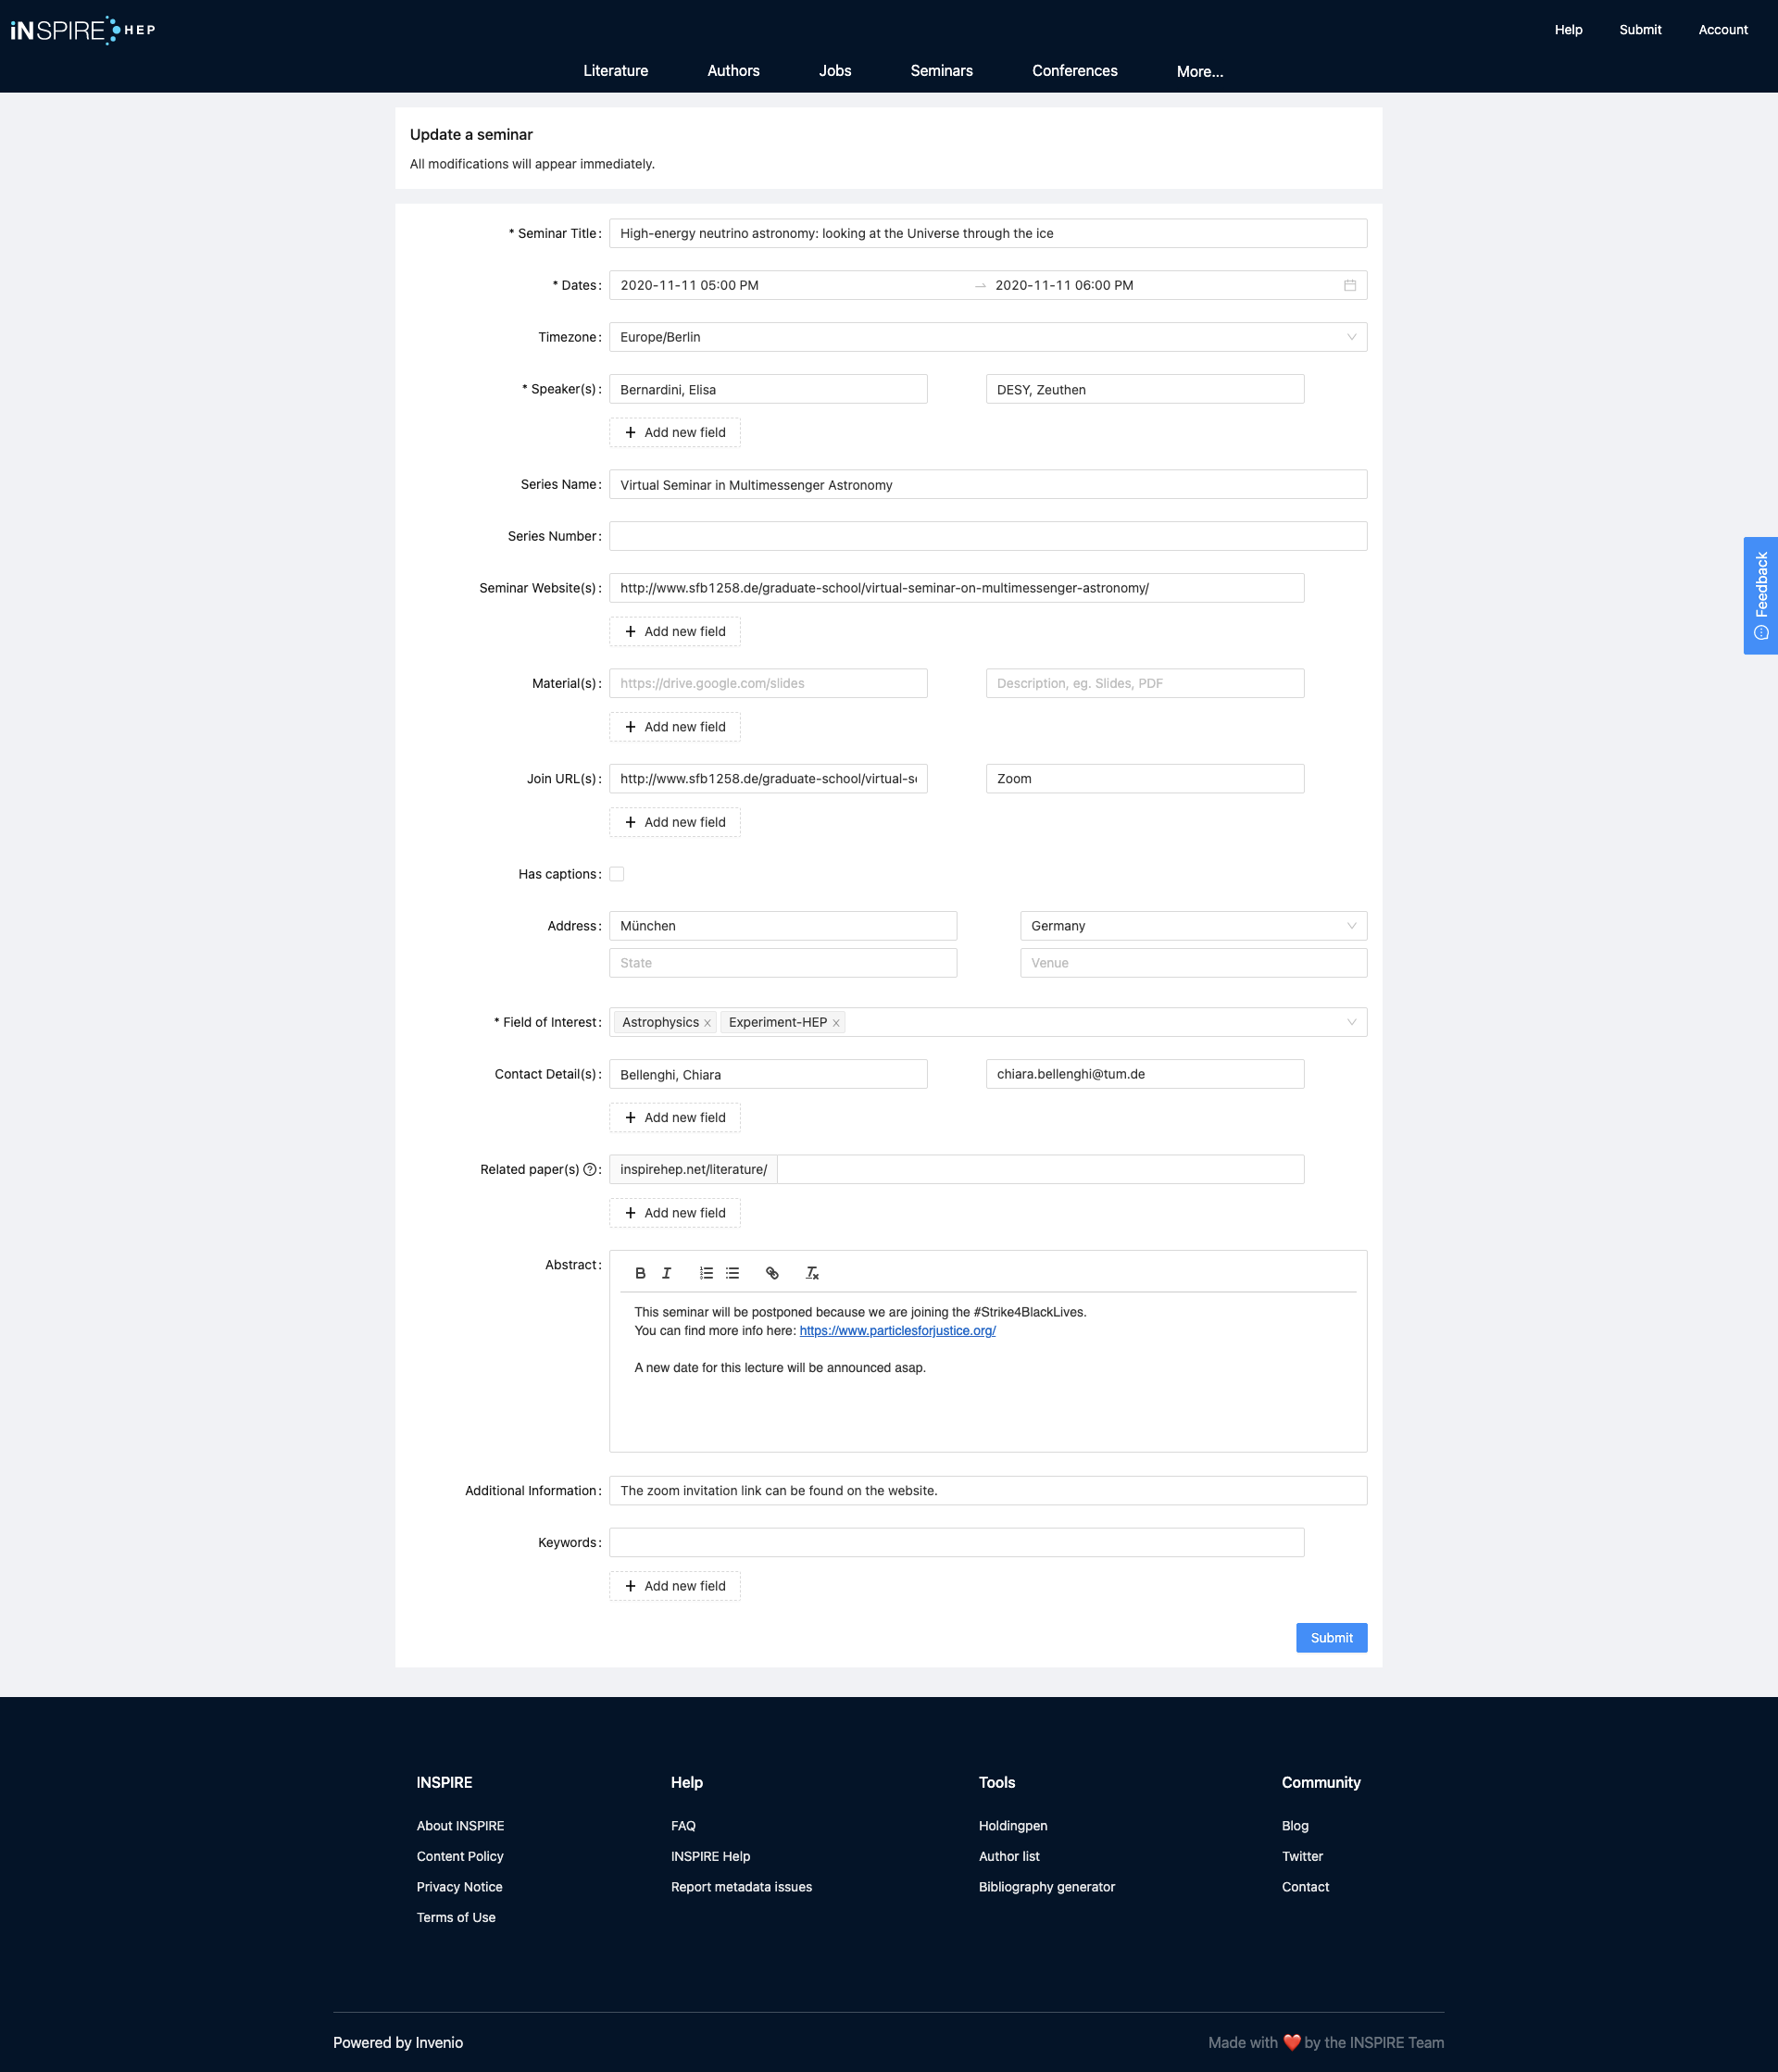 iNSPIRE HEP
Help Submit Account
Literature Authors Jobs Seminars Conferences More...
Update a seminar
All modifications will appear immediately.
* Seminar Title: High-energy neutrino astronomy: looking at the Universe through the ice
* Dates: 2020-11-11 05:00 PM → 2020-11-11 06:00 PM
Timezone: Europe/Berlin
* Speaker(s): Bernardini, Elisa DESY, Zeuthen
+ Add new field
Series Name: Virtual Seminar in Multimessenger Astronomy
Series Number:
Seminar Website(s): http://www.sfb1258.de/graduate-school/virtual-seminar-on-multimessenger-astronomy/
+ Add new field
Material(s): https://drive.google.com/slides Description, eg. Slides, PDF
+ Add new field
Join URL(s): http://www.sfb1258.de/graduate-school/virtual-se Zoom
+ Add new field
Has captions:
Address: München Germany
State Venue
* Field of Interest: Astrophysics × Experiment-HEP ×
Contact Detail(s): Bellenghi, Chiara chiara.bellenghi@tum.de
+ Add new field
Related paper(s) ?: inspirehep.net/literature/
+ Add new field
Abstract:
This seminar will be postponed because we are joining the #Strike4BlackLives.
You can find more info here: https://www.particlesforjustice.org/
A new date for this lecture will be announced asap.
Additional Information: The zoom invitation link can be found on the website.
Keywords:
+ Add new field
Submit
Feedback
INSPIRE Help Tools Community
About INSPIRE FAQ Holdingpen Blog
Content Policy INSPIRE Help Author list Twitter
Privacy Notice Report metadata issues Bibliography generator Contact
Terms of Use
Powered by Invenio Made with ❤️ by the INSPIRE Team